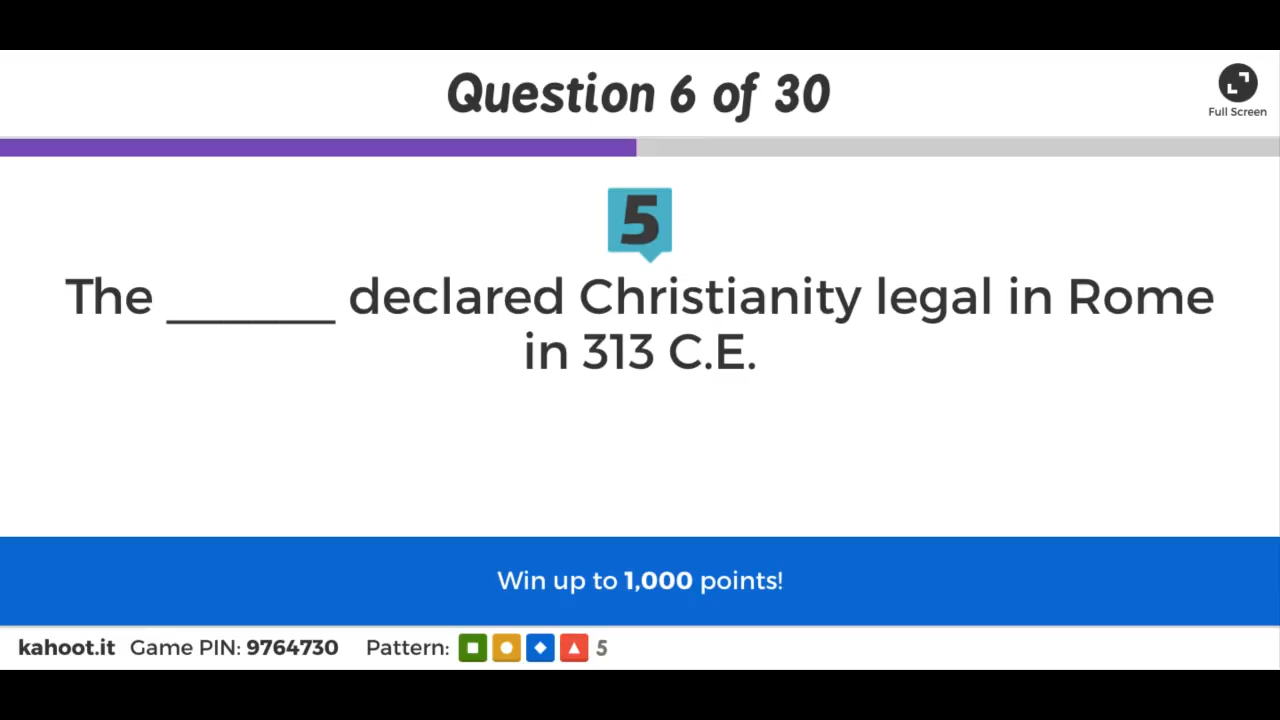 Question 6 of 30
Full Screen
5
The _______ declared Christianity legal in Rome
in 313 C.E.
Win up to 1,000 points!
kahoot.it Game PIN: 9764730 Pattern: 5